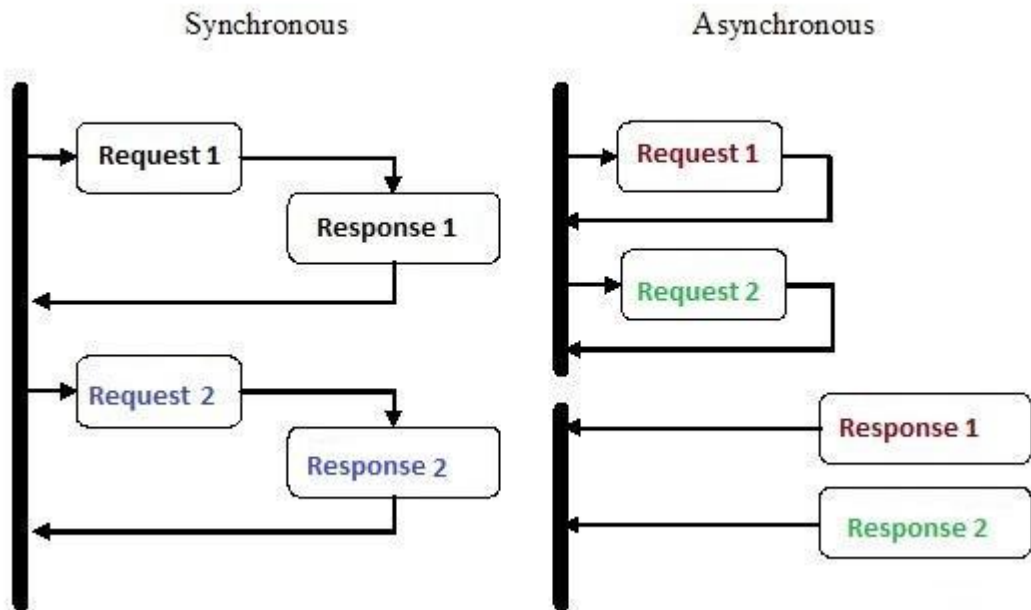 Synchronous
Request 1
Response 1
Request 2
Response 2
Asynchronous
Request 1
Request 2
Response 1
Response 2